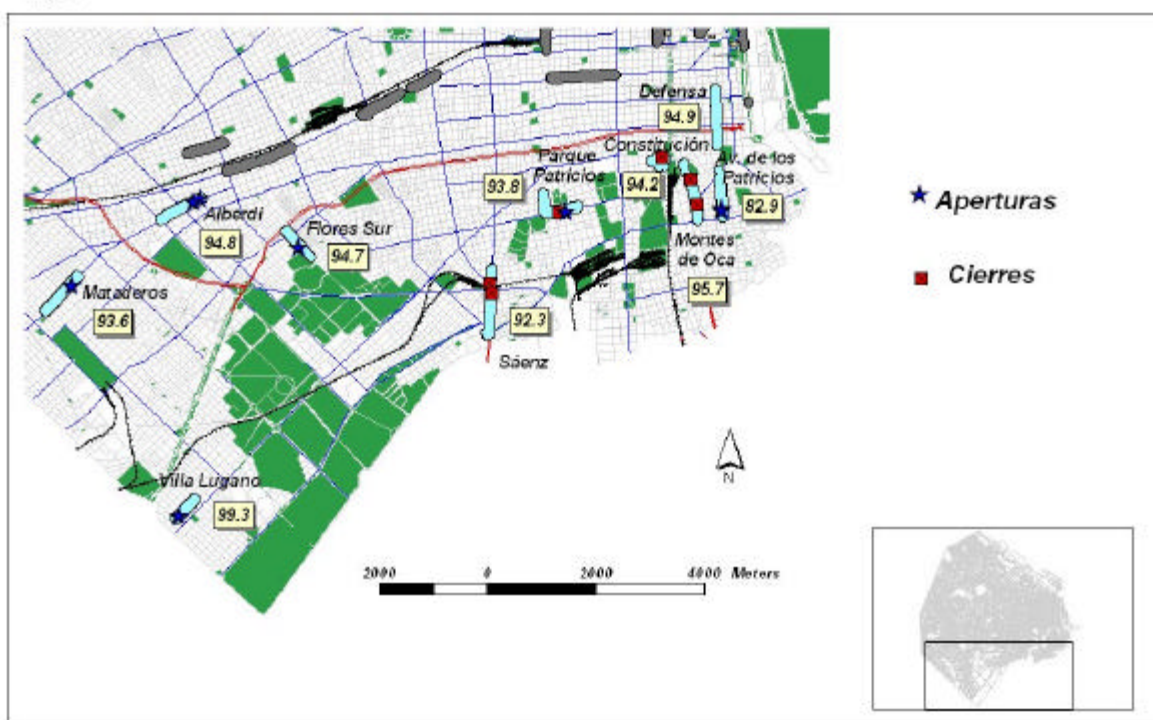 Defensa
94.9
Constitución
Parque
Patricios
Av. de los
Patricios
93.8
94.2
82.9
Alberdi
94.8
Flores Sur
94.7
Montes
de Oca
95.7
Mataderos
93.6
92.3
Sáenz
Villa Lugano
99.3
N
2000 0 2000 4000 Meters
Aperturas
Cierres